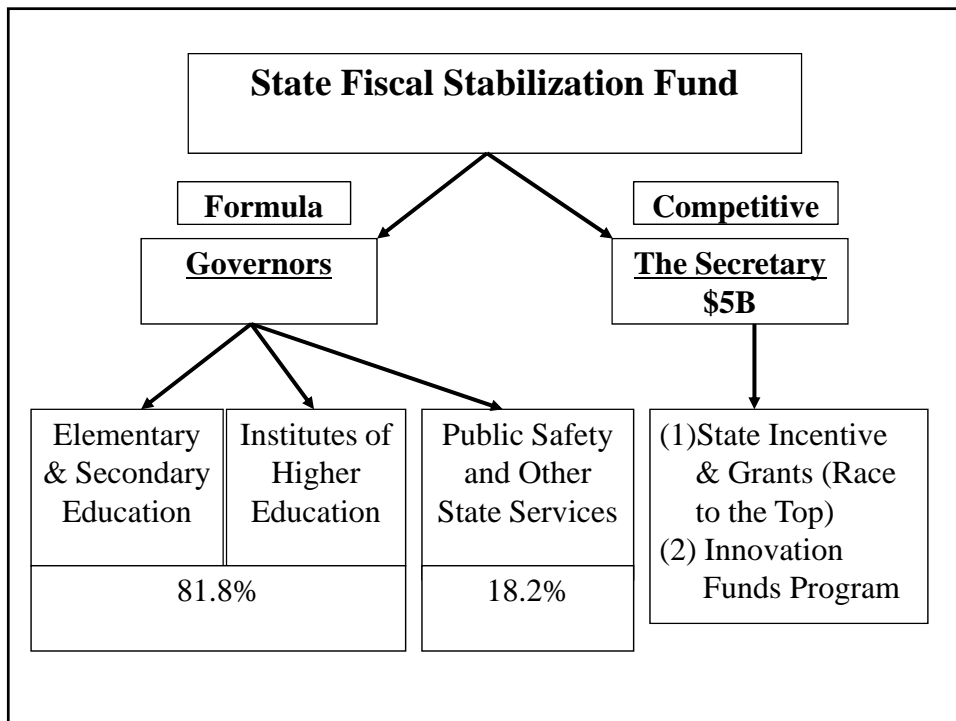 State Fiscal Stabilization Fund
Formula
Competitive
Governors
The Secretary
$5B
Elementary
& Secondary
Education
Institutes of
Higher
Education
Public Safety
and Other
State Services
(1)State Incentive
& Grants (Race
to the Top)
(2) Innovation
Funds Program
81.8%
18.2%